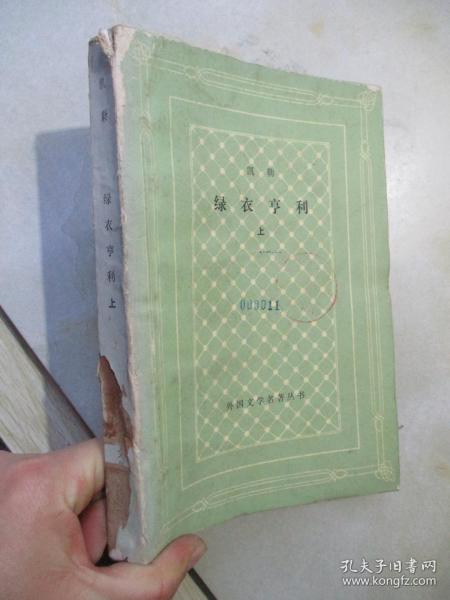 凯勒
绿衣亨利
上
凯勒
绿衣亨利
上
000011
外国文学名著丛书
孔夫子旧书网
www.kongfz.com